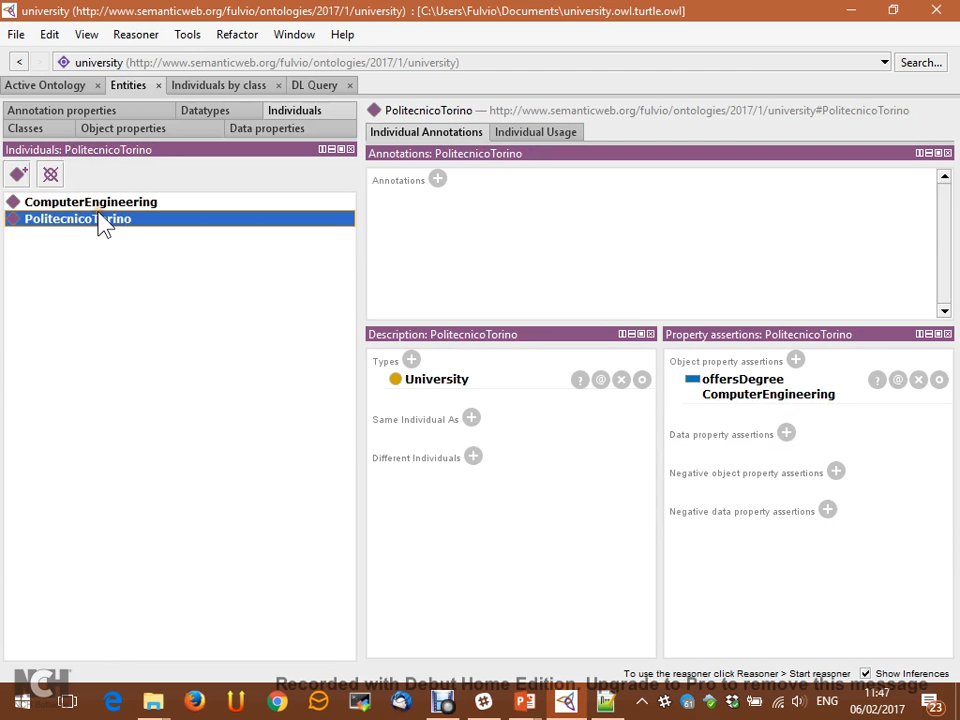 university (http://www.semanticweb.org/fulvio/ontologies/2017/1/university) : [C:\Users\Fulvio\Documents\university.owl.turtle.owl]
File Edit View Reasoner Tools Refactor Window Help
< > university (http://www.semanticweb.org/fulvio/ontologies/2017/1/university) Search...
Active Ontology × Entities × Individuals by class × DL Query ×
Annotation properties Datatypes Individuals
Classes Object properties Data properties
Individuals: PolitecnicoTorino
ComputerEngineering
PolitecnicoTorino
PolitecnicoTorino — http://www.semanticweb.org/fulvio/ontologies/2017/1/university#PolitecnicoTorino
Individual Annotations Individual Usage
Annotations: PolitecnicoTorino
Annotations
Description: PolitecnicoTorino
Types
University
Same Individual As
Different Individuals
Property assertions: PolitecnicoTorino
Object property assertions
offersDegree
ComputerEngineering
Data property assertions
Negative object property assertions
Negative data property assertions
To use the reasoner click Reasoner > Start reasoner Show Inferences
NCH
Recorded with Debut Home Edition. Upgrade to Pro to remove this message
61 ENG
11:47
06/02/2017
23